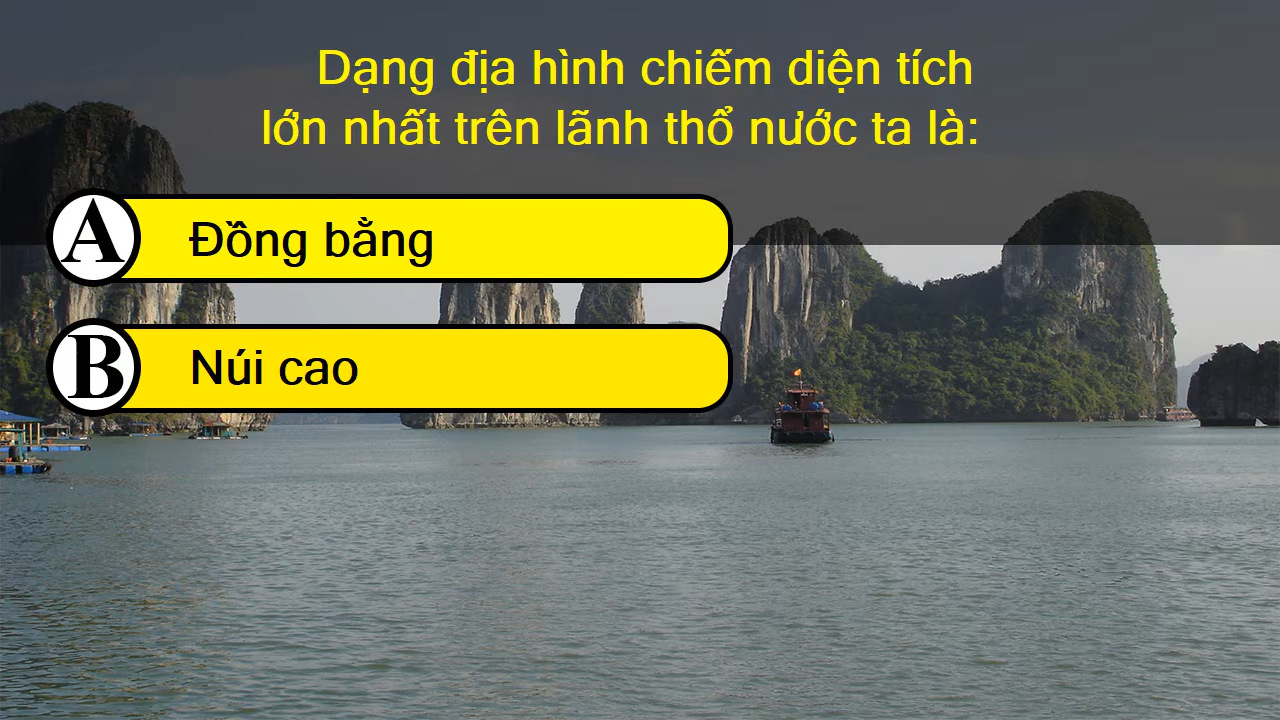 Dạng địa hình chiếm diện tích
lớn nhất trên lãnh thổ nước ta là:
A Đồng bằng
B Núi cao